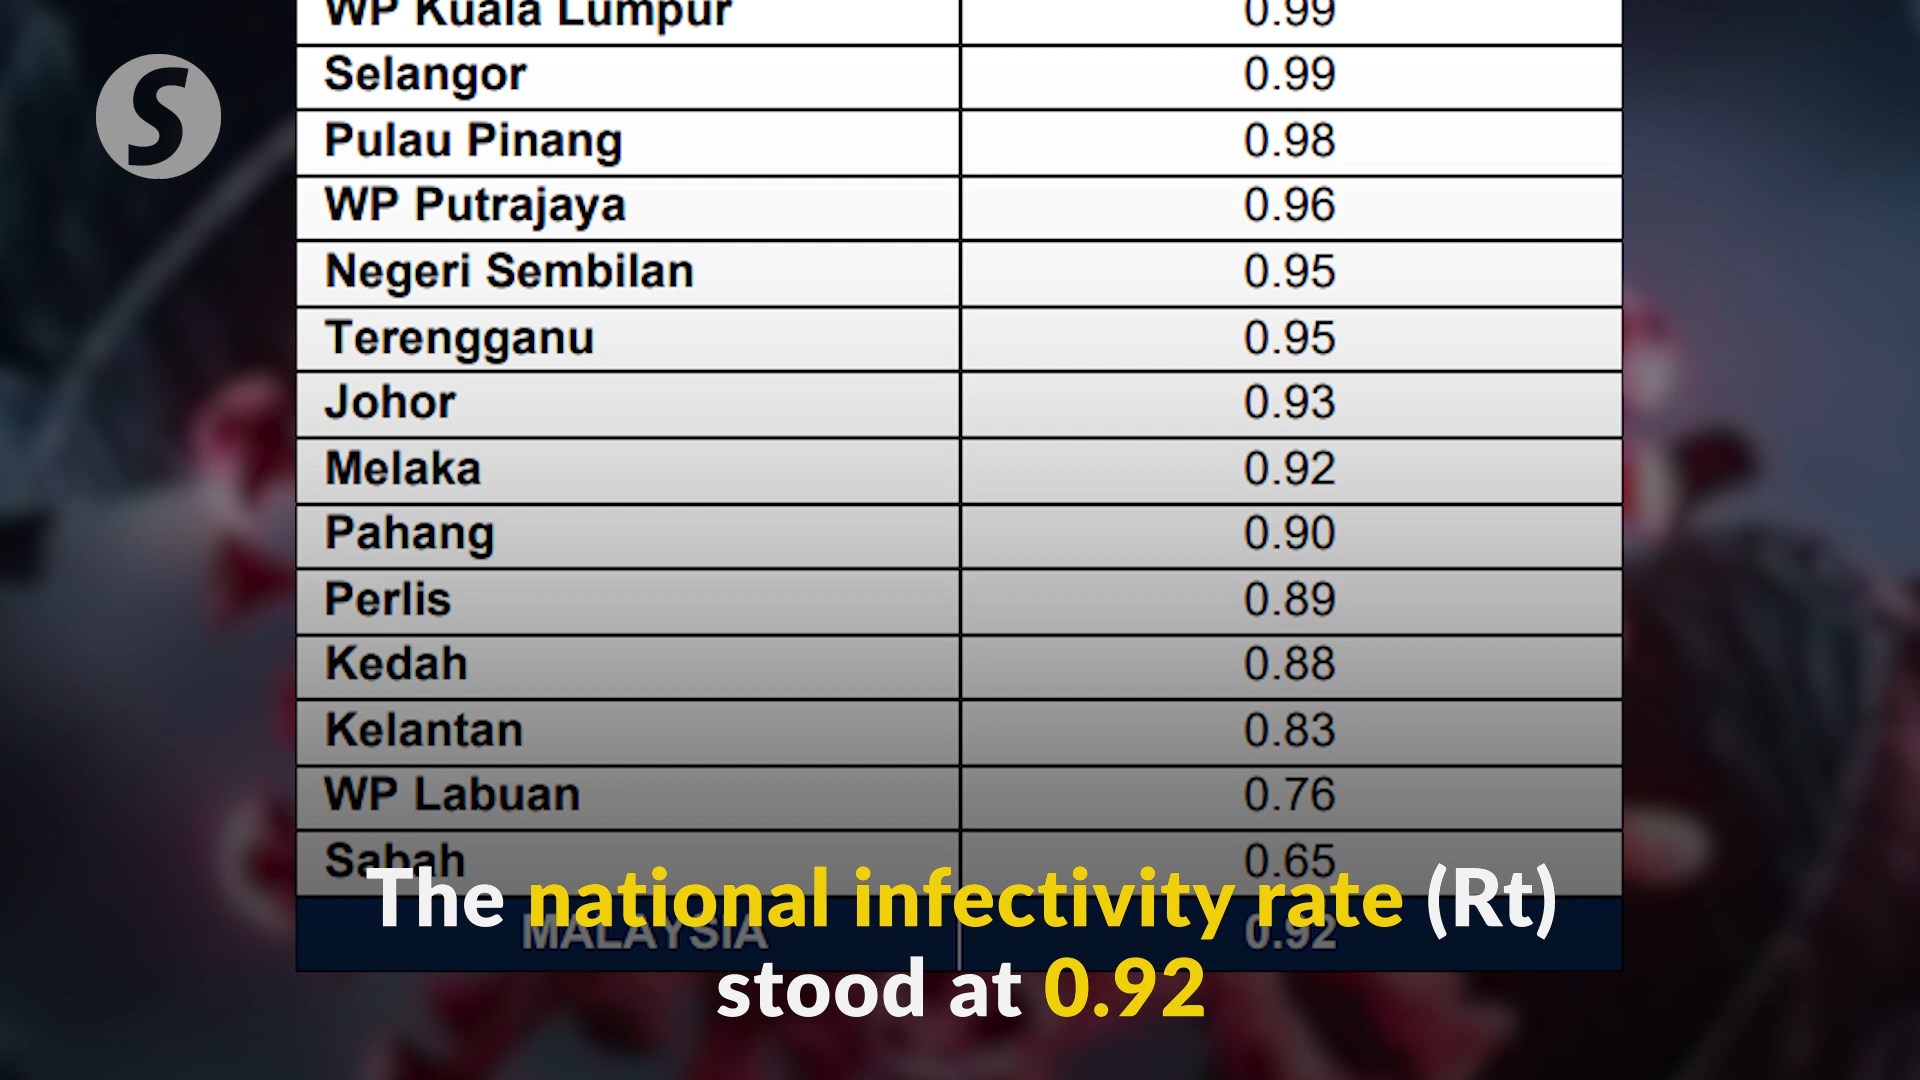 S
WP Kuala Lumpur 0.99
Selangor 0.99
Pulau Pinang 0.98
WP Putrajaya 0.96
Negeri Sembilan 0.95
Terengganu 0.95
Johor 0.93
Melaka 0.92
Pahang 0.90
Perlis 0.89
Kedah 0.88
Kelantan 0.83
WP Labuan 0.76
Sabah 0.65
MALAYSIA 0.92
The national infectivity rate (Rt)
stood at 0.92